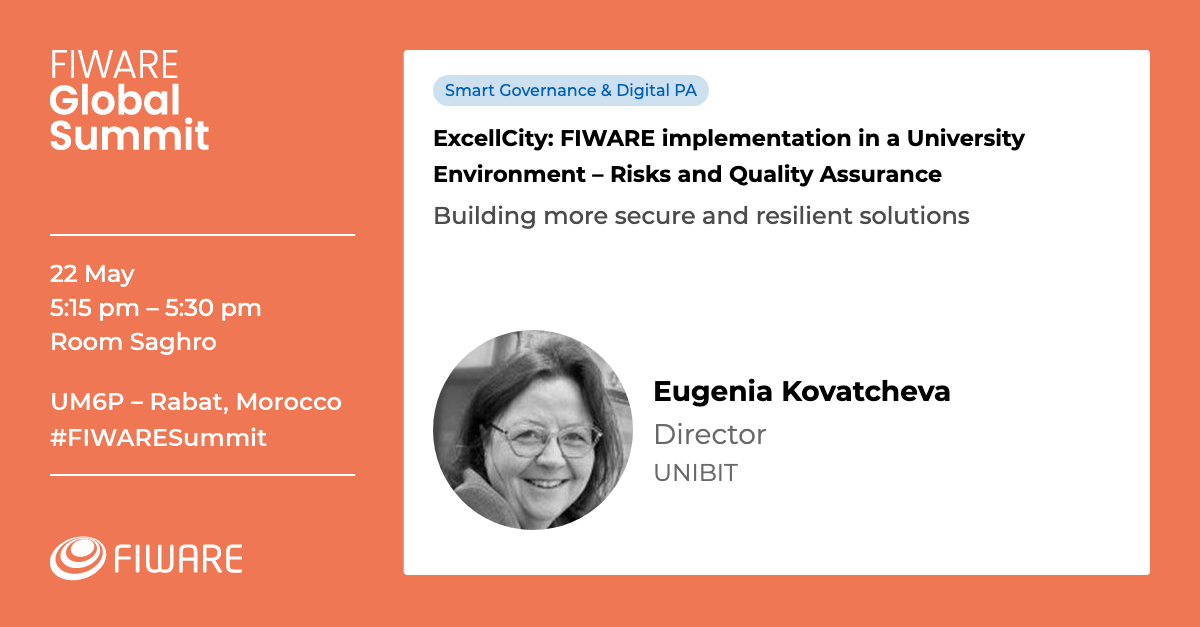 FIWARE
Global
Summit
22 May
5:15 pm – 5:30 pm
Room Saghro
UM6P – Rabat, Morocco
#FIWARESummit
FIWARE
Smart Governance & Digital PA
ExcellCity: FIWARE implementation in a University
Environment – Risks and Quality Assurance
Building more secure and resilient solutions
Eugenia Kovatcheva
Director
UNIBIT